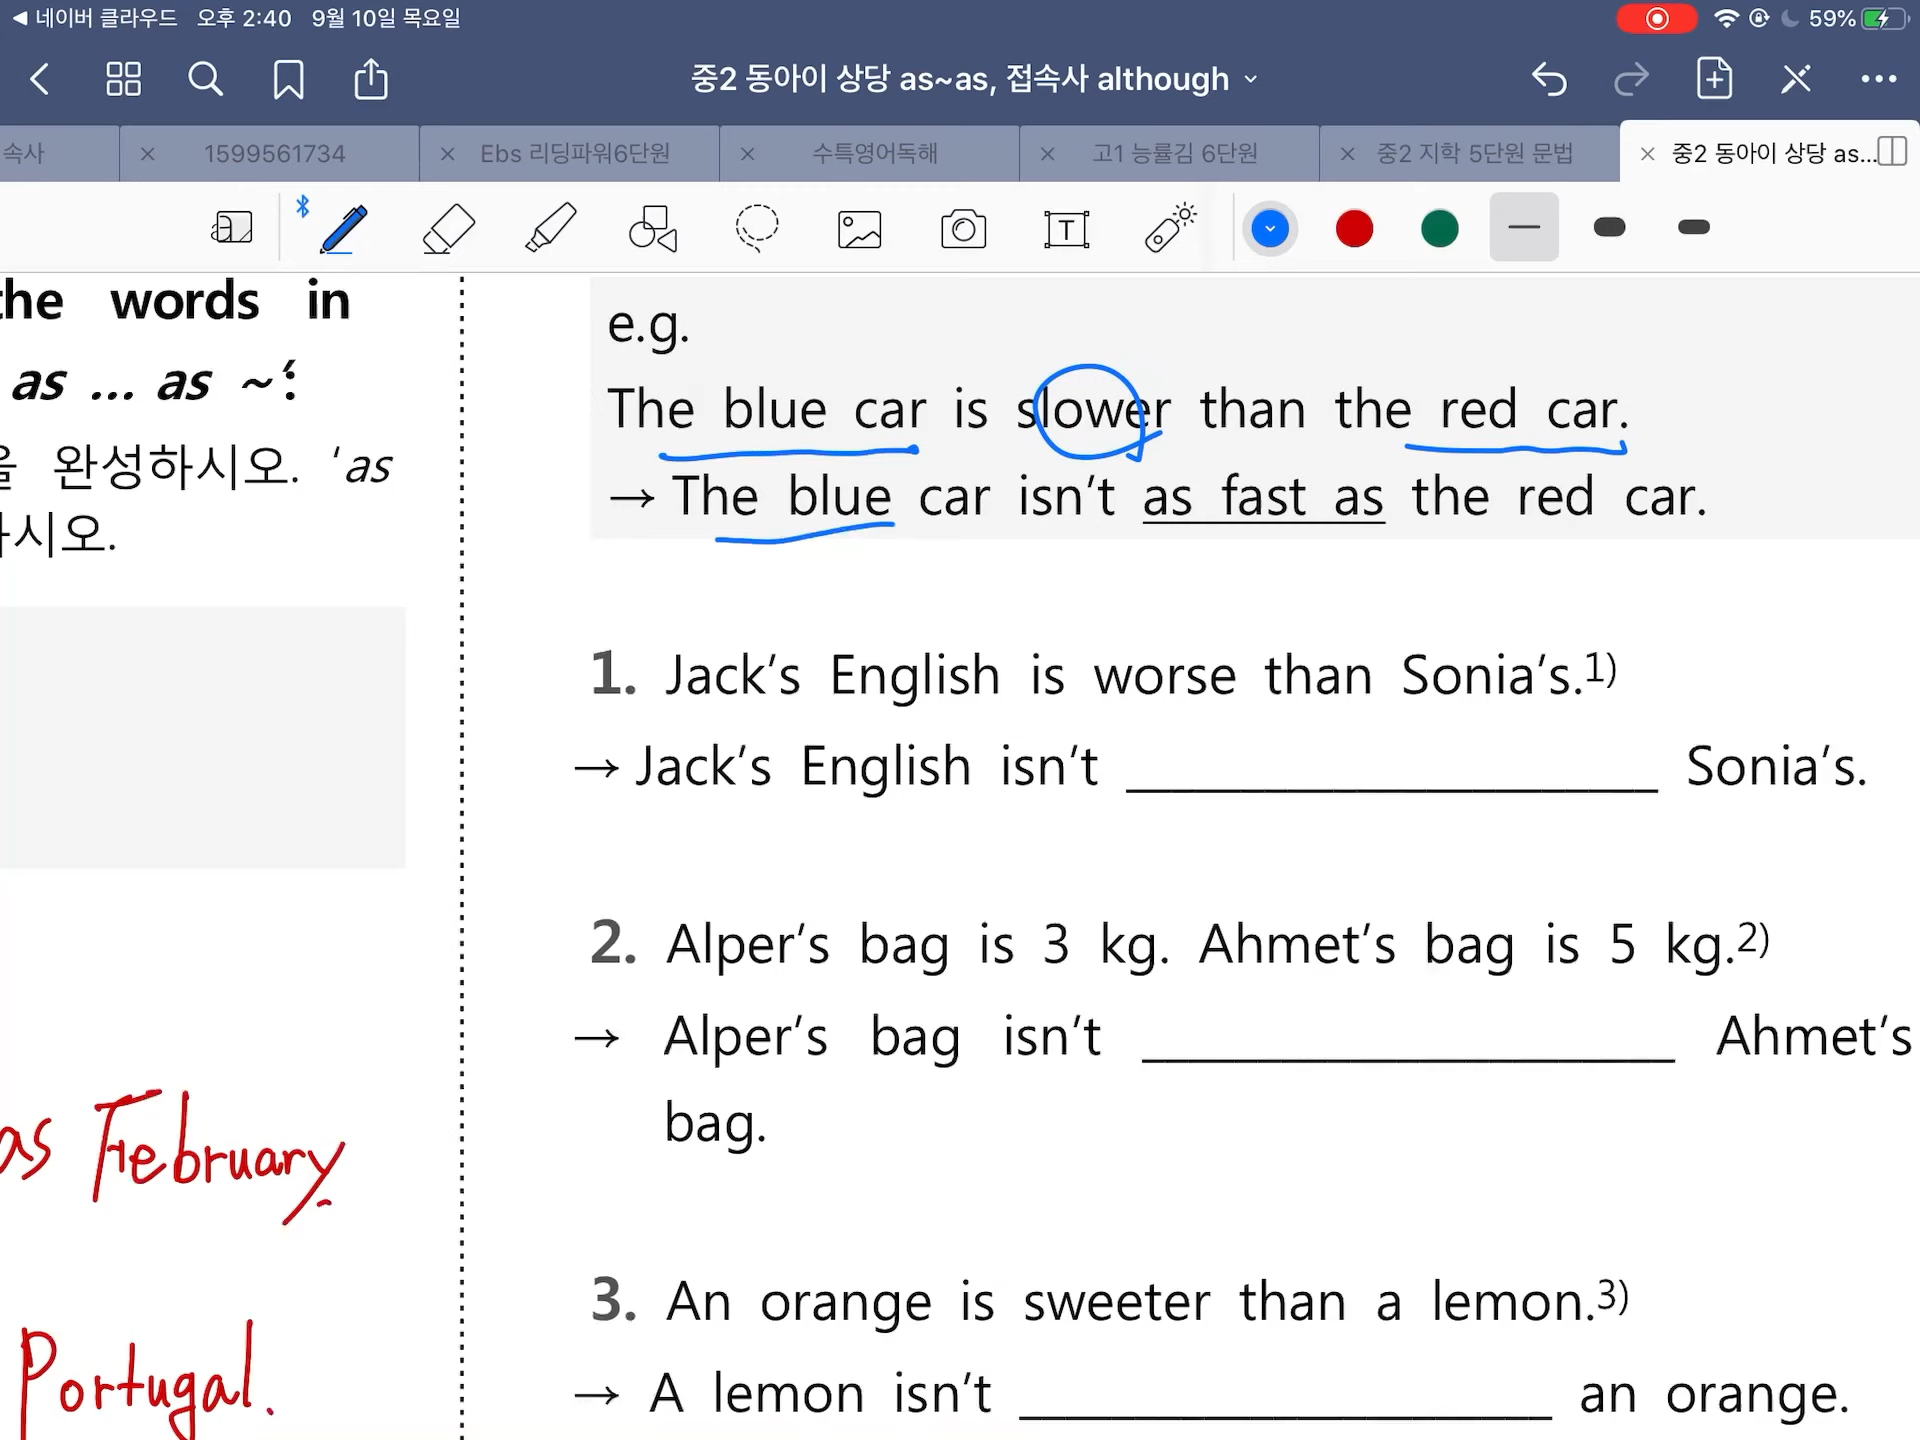 ◀ 네이버 클라우드 오후 2:40 9월 10일 목요일 59%
중2 동아이 상당 as~as, 접속사 although
속사 1599561734 Ebs 리딩파워6단원 수특영어독해 고1 능률김 6단원 중2 지학 5단원 문법 중2 동아이 상당 as...
the words in
as ... as ~‘:
을 완성하시오. ‘as
하시오.
as February.
Portugal.
e.g.
The blue car is slower than the red car.
→ The blue car isn’t as fast as the red car.
1. Jack’s English is worse than Sonia’s.1)
→ Jack’s English isn’t ____________________ Sonia’s.
2. Alper’s bag is 3 kg. Ahmet’s bag is 5 kg.2)
→ Alper’s bag isn’t ____________________ Ahmet’s
bag.
3. An orange is sweeter than a lemon.3)
→ A lemon isn’t ____________________ an orange.